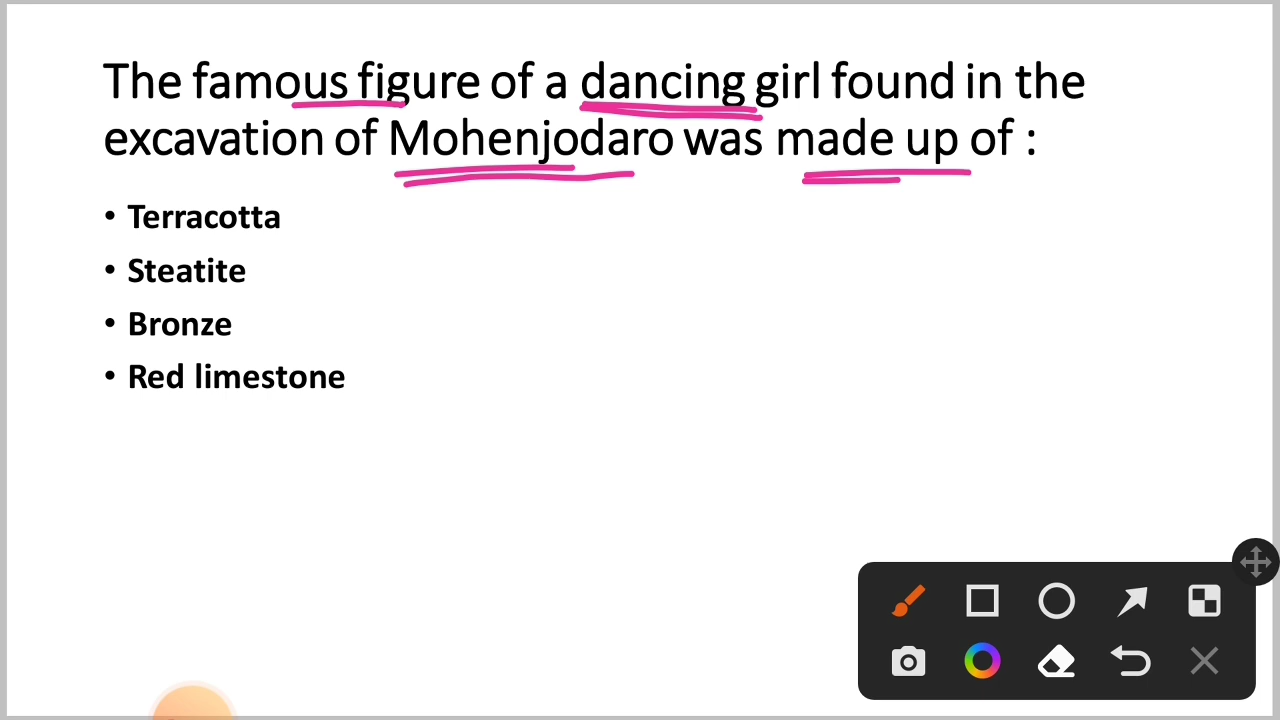 The famous figure of a dancing girl found in the
excavation of Mohenjodaro was made up of :
• Terracotta
• Steatite
• Bronze
• Red limestone